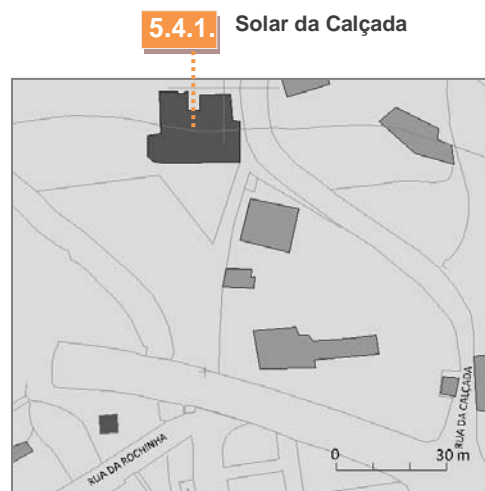 5.4.1. Solar da Calçada
RUA DA CALÇADA
RUA DA ROCHINHA
0 30 m